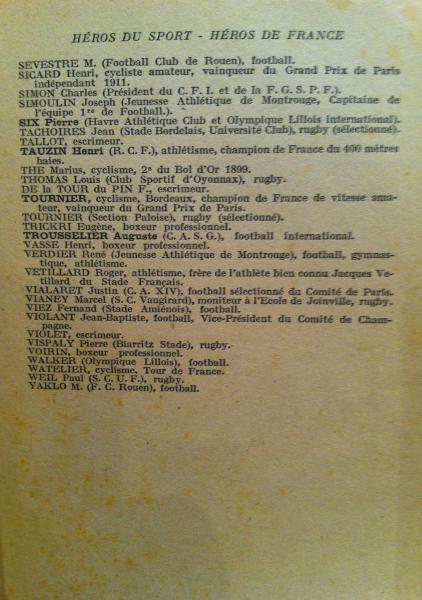 HÉROS DU SPORT - HÉROS DE FRANCE
SEVESTRE M. (Football Club de Rouen), football.
SICARD Henri, cycliste amateur, vainqueur du Grand Prix de Paris
indépendant 1911.
SIMON Charles (Président du C. F. I. et de la F. G. S. P. F.).
SIMOULIN Joseph (Jeunesse Athlétique de Montrouge, Capitaine de
l'équipe 1re de Football.).
SIX Pierre (Havre Athlétique Club et Olympique Lillois international).
TACHOIRES Jean (Stade Bordelais, Université Club), rugby (sélectionné).
TALLOT, escrimeur.
TAUZIN Henri (R. C. F.), athlétisme, champion de France du 400 mètres
haies.
THE Marius, cyclisme, 2e du Bol d'Or 1899.
THOMAS Louis (Club Sportif d'Oyonnax), rugby.
DE la TOUR du PIN F., escrimeur.
TOURNIER, cyclisme, Bordeaux, champion de France de vitesse ama-
teur, vainqueur du Grand Prix de Paris.
TOURNIER (Section Paloise), rugby (sélectionné).
TRICKRI Eugène, boxeur professionnel.
TROUSSELIER Auguste (C. A. S. G.), football international.
VASSE Henri, boxeur professionnel.
VERDIER René (Jeunesse Athlétique de Montrouge), football, gymnas-
tique, athlétisme.
VETILLARD Roger, athlétisme, frère de l'athlète bien connu Jacques Ve-
tillard du Stade Français.
VIALARET Justin (C. A. XIV), football sélectionné du Comité de Paris.
VIANEY Marcel (S. C. Vaugirard), moniteur à l'Ecole de Joinville, rugby.
VIEZ Fernand (Stade Amiénois), football.
VIOLANT Jean-Baptiste, football, Vice-Président du Comité de Cham-
pagne.
VIOLET, escrimeur.
VISPALY Pierre (Biarritz Stade), rugby.
VOIRIN, boxeur professionnel.
WALKER (Olympique Lillois), football.
WATELIER, cyclisme, Tour de France.
WEIL Paul (S. C. U. F.), rugby.
YAKLO M. (F. C. Rouen), football.